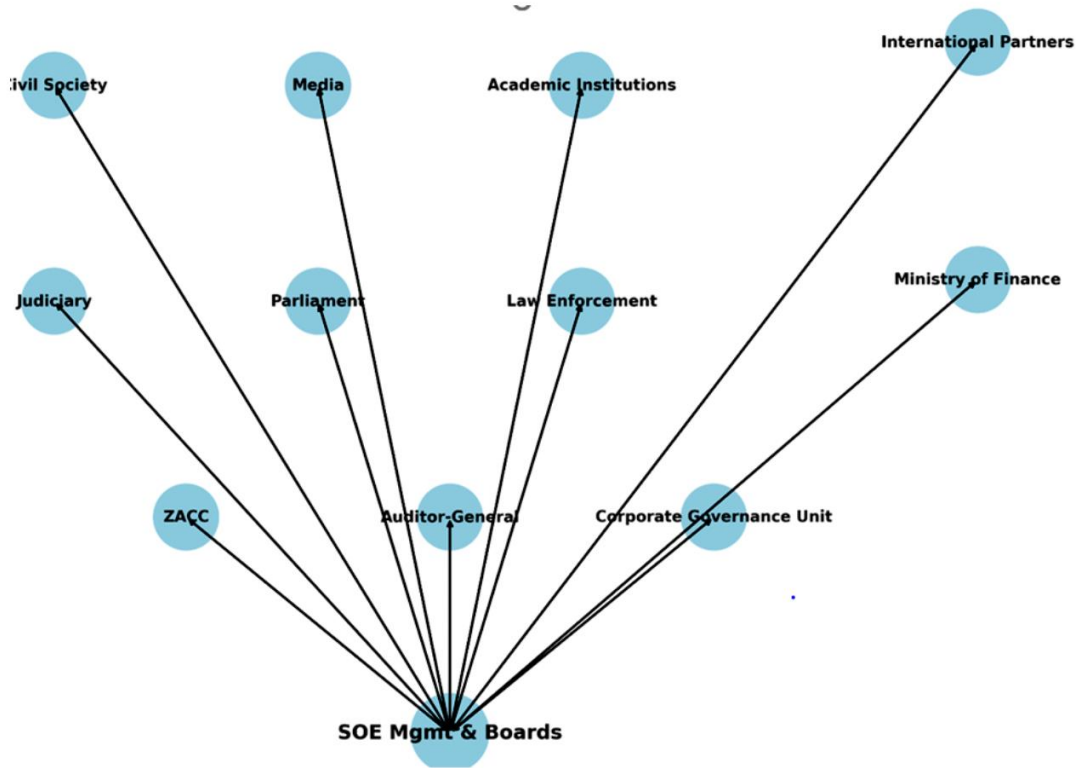 International Partners
ivil Society
Media
Academic Institutions
Ministry of Finance
Judiciary
Parliament
Law Enforcement
ZACC
Auditor-General
Corporate Governance Unit
SOE Mgmt & Boards